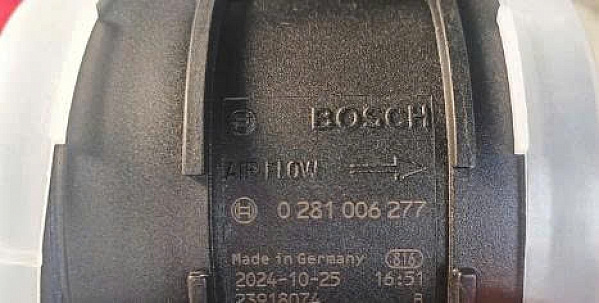 BOSCH
AIR FLOW
0 281 006 277
Made in Germany 816
2024-10-25 16:51
23918074